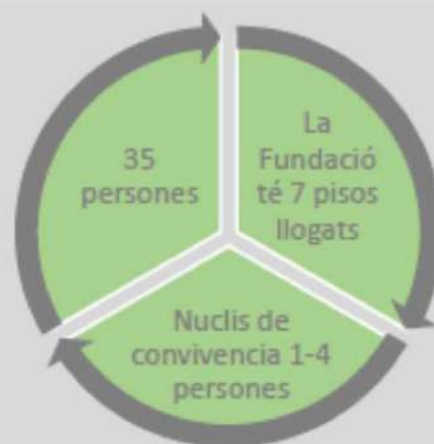 35
persones
La
Fundació
té 7 pisos
llogats
Nuclis de
convivencia 1-4
persones